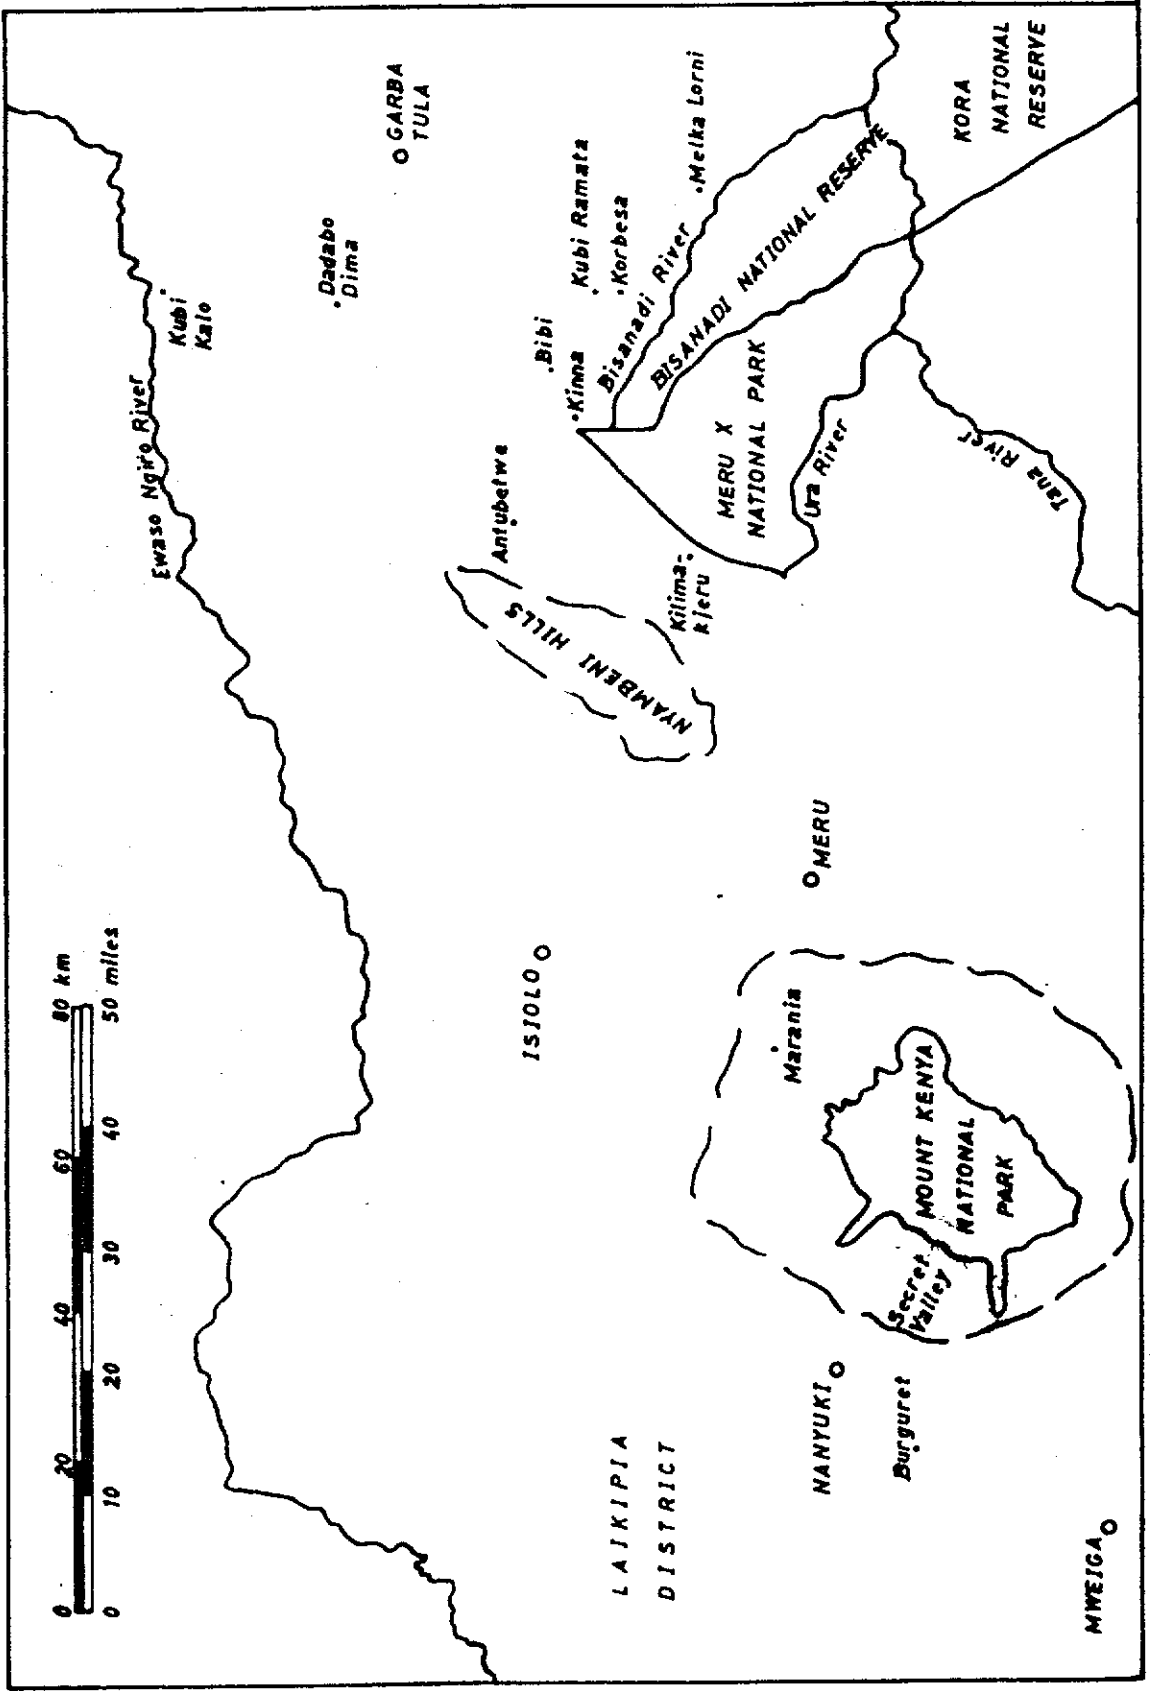 0 20 40 60 80 km
0 10 20 30 40 50 miles
Ewaso Ngiro River
Kubi
Kalo
Dadabo
Dima
GARBA
TULA
Bibi
Kinna
Kubi Ramata
Korbesa
Melka Lorni
Antubetwe
NYAMBENI HILLS
Kilima-
kieru
Bisanadi River
BISANADI NATIONAL RESERVE
MERU X
NATIONAL PARK
Ura River
Tana River
KORA
NATIONAL
RESERVE
ISIOLO
MERU
LAIKIPIA
DISTRICT
NANYUKI
Burguret
Marania
MOUNT KENYA
NATIONAL
PARK
Secret
Valley
MWEIGA